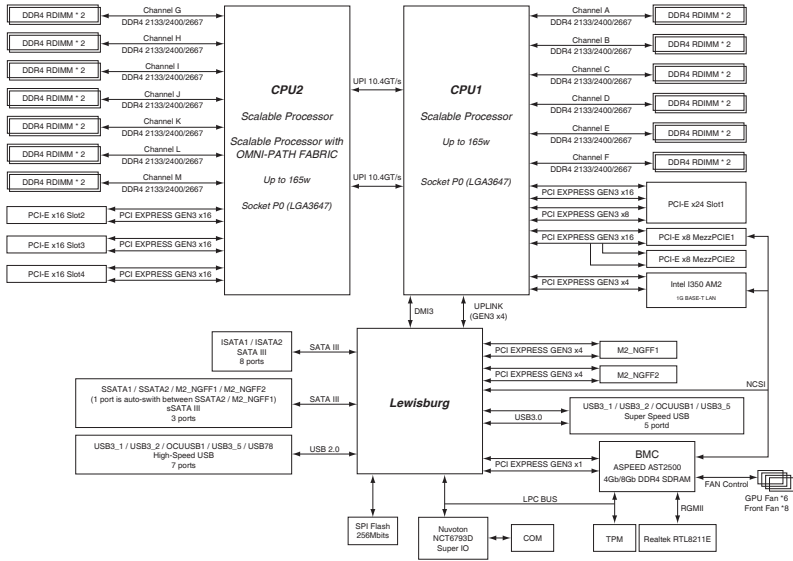 Channel G
DDR4 RDIMM * 2
DDR4 2133/2400/2667
Channel H
DDR4 RDIMM * 2
DDR4 2133/2400/2667
Channel I
DDR4 RDIMM * 2
DDR4 2133/2400/2667
Channel J
DDR4 RDIMM * 2
DDR4 2133/2400/2667
Channel K
DDR4 RDIMM * 2
DDR4 2133/2400/2667
Channel L
DDR4 RDIMM * 2
DDR4 2133/2400/2667
Channel M
DDR4 RDIMM * 2
DDR4 2133/2400/2667
PCI-E x16 Slot2
PCI EXPRESS GEN3 x16
PCI-E x16 Slot3
PCI EXPRESS GEN3 x16
PCI-E x16 Slot4
PCI EXPRESS GEN3 x16
CPU2
Scalable Processor
Scalable Processor with
OMNI-PATH FABRIC
Up to 165w
Socket P0 (LGA3647)
UPI 10.4GT/s
UPI 10.4GT/s
CPU1
Scalable Processor
Up to 165w
Socket P0 (LGA3647)
Channel A
DDR4 RDIMM * 2
DDR4 2133/2400/2667
Channel B
DDR4 RDIMM * 2
DDR4 2133/2400/2667
Channel C
DDR4 RDIMM * 2
DDR4 2133/2400/2667
Channel D
DDR4 RDIMM * 2
DDR4 2133/2400/2667
Channel E
DDR4 RDIMM * 2
DDR4 2133/2400/2667
Channel F
DDR4 RDIMM * 2
DDR4 2133/2400/2667
PCI EXPRESS GEN3 x16
PCI EXPRESS GEN3 x8
PCI-E x24 Slot1
PCI EXPRESS GEN3 x16
PCI-E x8 MezzPCIE1
PCI-E x8 MezzPCIE2
PCI EXPRESS GEN3 x4
Intel I350 AM2
1G BASE-T LAN
DMI3
UPLINK
(GEN3 x4)
ISATA1 / ISATA2
SATA III
8 ports
SATA III
SSATA1 / SSATA2 / M2_NGFF1 / M2_NGFF2
(1 port is auto-swith between SSATA2 / M2_NGFF1)
sSATA III
3 ports
SATA III
USB3_1 / USB3_2 / OCUUSB1 / USB3_5 / USB78
High-Speed USB
7 ports
USB 2.0
Lewisburg
PCI EXPRESS GEN3 x4
M2_NGFF1
PCI EXPRESS GEN3 x4
M2_NGFF2
NCSI
USB3.0
USB3_1 / USB3_2 / OCUUSB1 / USB3_5
Super Speed USB
5 portd
PCI EXPRESS GEN3 x1
BMC
ASPEED AST2500
4Gb/8Gb DDR4 SDRAM
FAN Control
GPU Fan *6
Front Fan *8
LPC BUS
RGMII
SPI Flash
256Mbits
Nuvoton
NCT6793D
Super IO
COM
TPM
Realtek RTL8211E